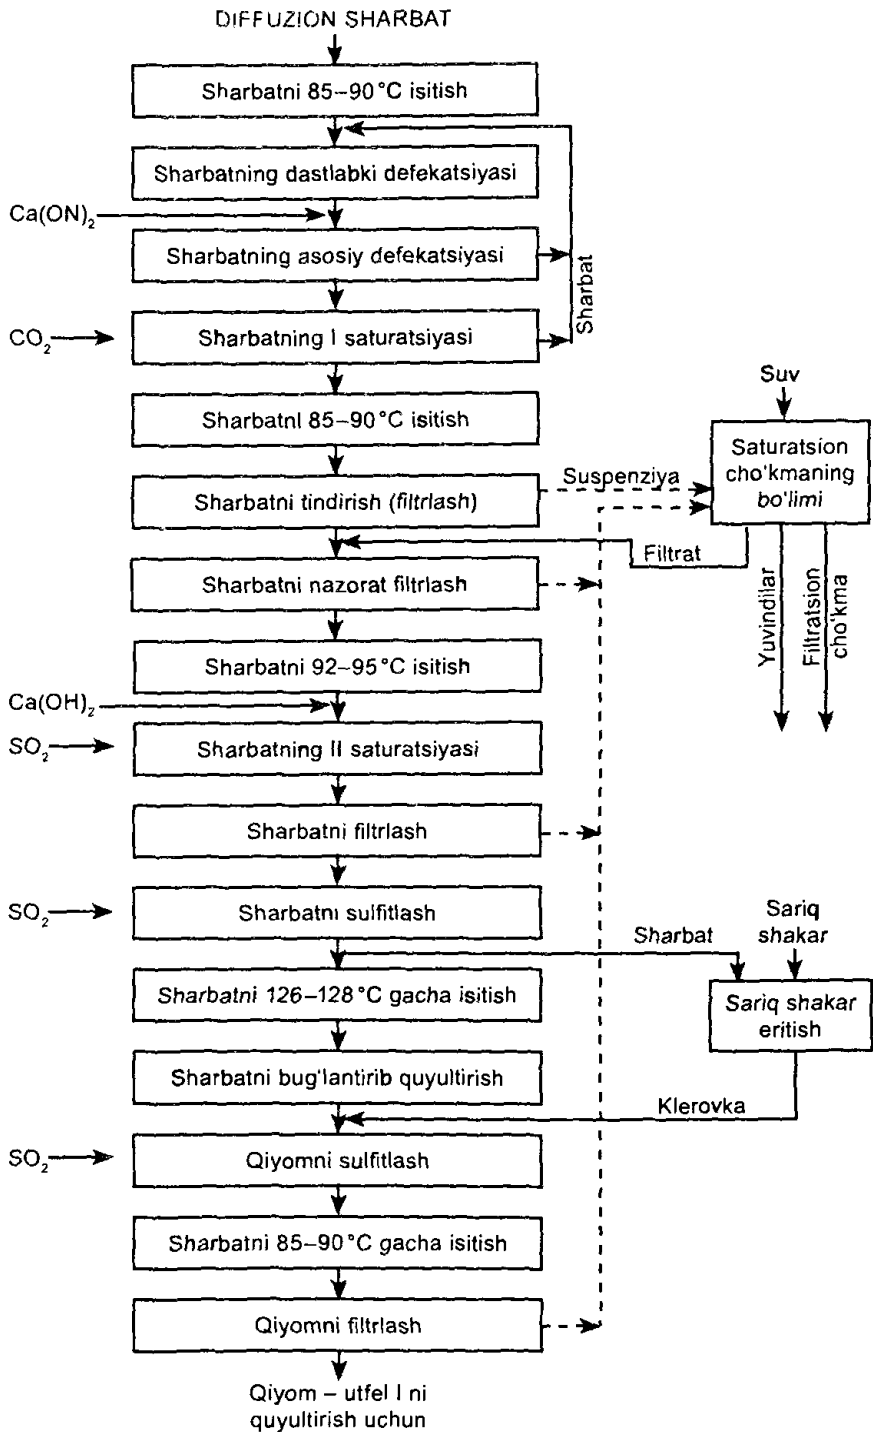 DIFFUZION SHARBAT
Sharbatni 85–90°C isitish
Sharbatning dastlabki defekatsiyasi
Ca(ON)₂
Sharbatning asosiy defekatsiyasi
Sharbat
CO₂
Sharbatning I saturatsiyasi
Sharbatnl 85–90°C isitish
Suv
Saturatsion
cho'kmaning
bo'limi
Suspenziya
Sharbatni tindirish (filtrlash)
Filtrat
Yuvindilar
Filtratsion
cho'kma
Sharbatni nazorat filtrlash
Sharbatni 92–95°C isitish
Ca(OH)₂
SO₂
Sharbatning II saturatsiyasi
Sharbatni filtrlash
SO₂
Sharbatni sulfitlash
Sharbat
Sariq
shakar
Sharbatni 126–128°C gacha isitish
Sariq shakar
eritish
Sharbatni bug'lantirib quyultirish
Klerovka
SO₂
Qiyomni sulfitlash
Sharbatni 85–90°C gacha isitish
Qiyomni filtrlash
Qiyom – utfel I ni
quyultirish uchun